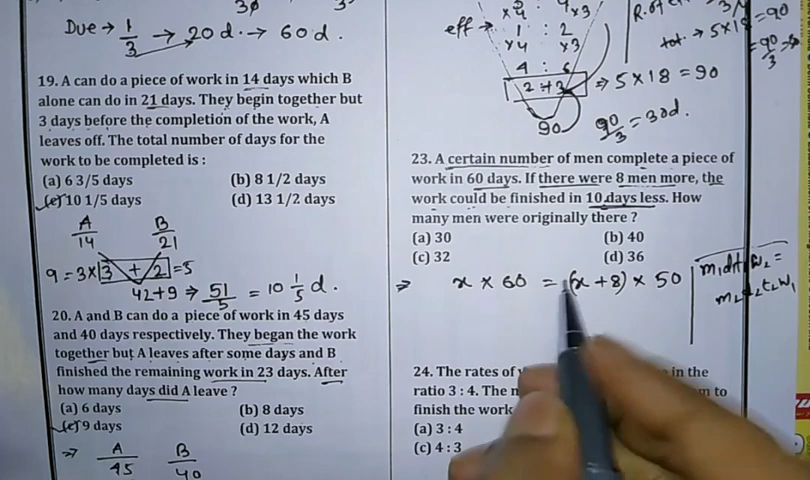 Due → 1/3 → 20 d. → 60 d.
19. A can do a piece of work in 14 days which B
alone can do in 21 days. They begin together but
3 days before the completion of the work, A
leaves off. The total number of days for the
work to be completed is :
(a) 6 3/5 days (b) 8 1/2 days
(c) 10 1/5 days (d) 13 1/2 days
A B
14 21
9 = 3 × 3 + 2 = 5
42+9 → 51/5 = 10 1/5 d.
20. A and B can do a piece of work in 45 days
and 40 days respectively. They began the work
together but A leaves after some days and B
finished the remaining work in 23 days. After
how many days did A leave ?
(a) 6 days (b) 8 days
(c) 9 days (d) 12 days
⇒ A B
45 40
eff → 1 : 2
×4 ×3
4 : 6
2 + 3 ⇒ 5 × 18 = 90
90
90/3 = 30d.
23. A certain number of men complete a piece of
work in 60 days. If there were 8 men more, the
work could be finished in 10 days less. How
many men were originally there ?
(a) 30 (b) 40
(c) 32 (d) 36
⇒ x × 60 = (x + 8) × 50
24. The rates of
in the
ratio 3 : 4. The
to
finish the work
(a) 3 : 4
(c) 4 : 3